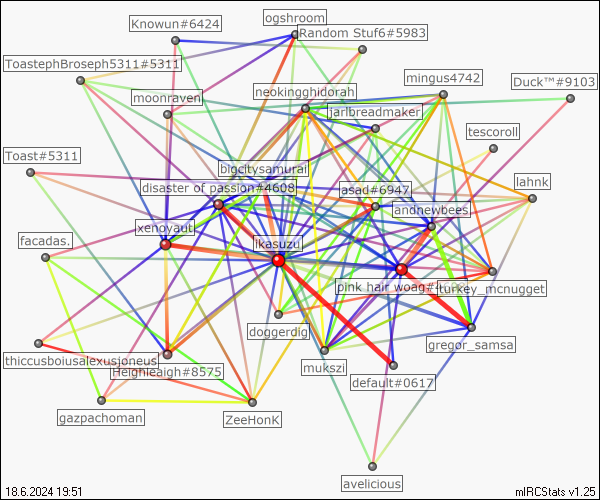 ogshroom
Knowun#6424
Random Stuf6#5983
ToastephBroseph5311#5311
mingus4742
Duck™#9103
neokingghidorah
moonraven
jarlbreadmaker
tescoroll
Toast#5311
bigcitysamurai
disaster of passion#4608
asad#6947
lahnk
anonewbees
xenoyaut
facadas.
ikasuzu
pink hair woag#
turkey_mcnugget
doggerdig
gregor_samsa
thiccusboiusalexusjoneus
Heighleaigh#8575
mukszi
default#0617
gazpachoman
ZeeHonK
avelicious
18.6.2024 19:51
mIRCStats v1.25